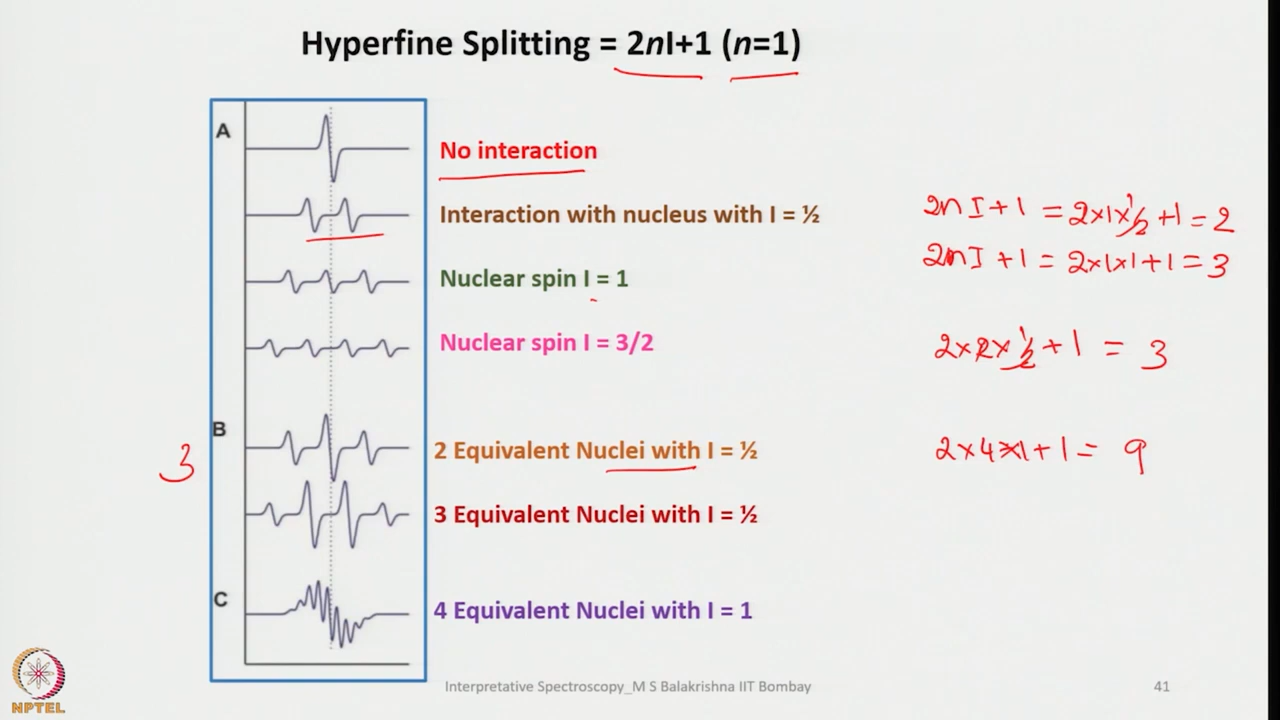 Hyperfine Splitting = 2nI+1 (n=1)
A
No interaction
Interaction with nucleus with I = ½
2nI+1 = 2×1×1/2+1 = 2
Nuclear spin I = 1
2nI+1 = 2×1×1+1 = 3
Nuclear spin I = 3/2
2×2×1/2+1 = 3
B
3
2 Equivalent Nuclei with I = ½
2×4×1+1 = 9
3 Equivalent Nuclei with I = ½
C
4 Equivalent Nuclei with I = 1
NPTEL
Interpretative Spectroscopy_M S Balakrishna IIT Bombay
41